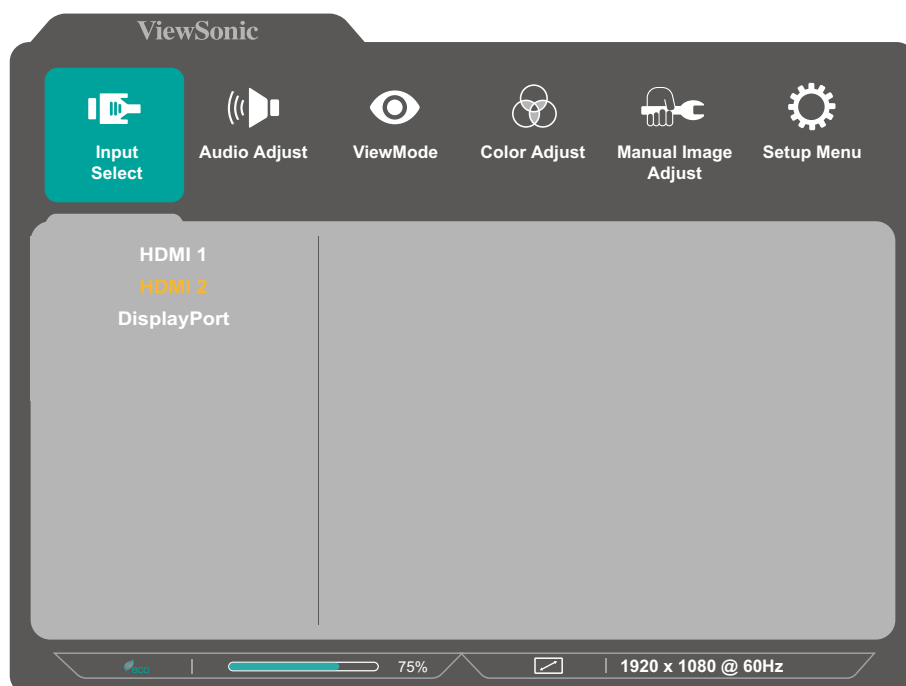 ViewSonic
Input
Select
Audio Adjust
ViewMode
Color Adjust
Manual Image
Adjust
Setup Menu
HDMI 1
HDMI 2
DisplayPort
eco
75%
1920 x 1080 @ 60Hz